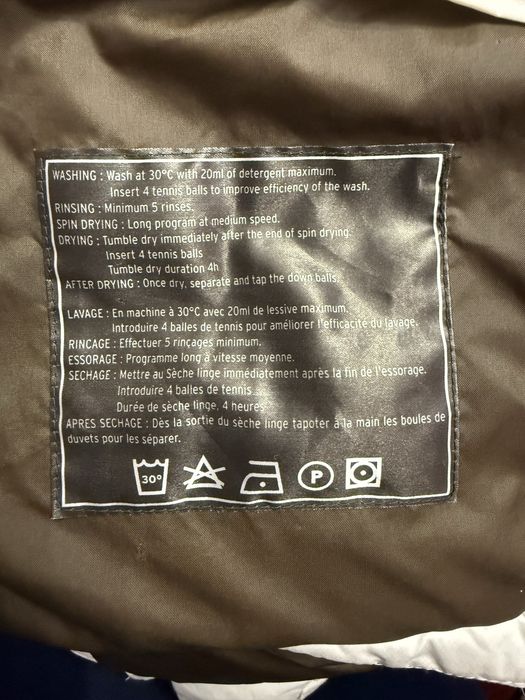 WASHING : Wash at 30°C with 20ml of detergent maximum.
Insert 4 tennis balls to improve efficiency of the wash.
RINSING : Minimum 5 rinses.
SPIN DRYING : Long program at medium speed.
DRYING : Tumble dry immediately after the end of spin drying.
Insert 4 tennis balls
Tumble dry duration 4h
AFTER DRYING : Once dry, separate and tap the down balls.
LAVAGE : En machine à 30°C avec 20ml de lessive maximum.
Introduire 4 balles de tennis pour améliorer l'efficacité du lavage.
RINCAGE : Effectuer 5 rinçages minimum.
ESSORAGE : Programme long à vitesse moyenne.
SECHAGE : Mettre au Sèche linge immédiatement après la fin de l'essorage.
Introduire 4 balles de tennis
Durée de sèche linge, 4 heures
APRES SECHAGE : Dès la sortie du sèche linge tapoter à la main les boules de
duvets pour les séparer.
30° P